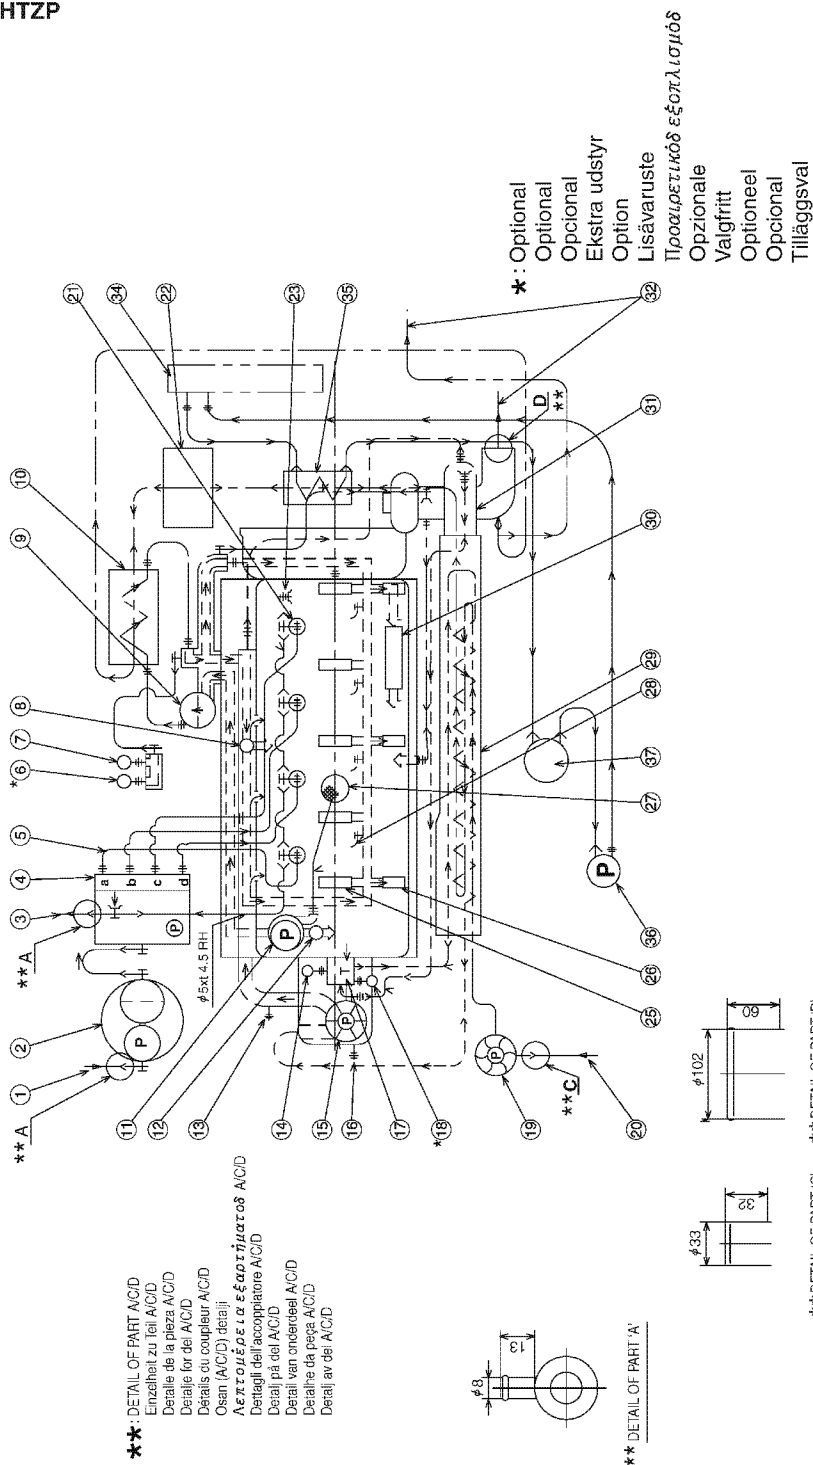 HTZP
*: Optional
Optional
Opcional
Ekstra udstyr
Option
Lisävaruste
Προαιρετικόδ εξοπλισμόδ
Opzionale
Valgfritt
Optioneel
Opcional
Tilläggsval
21
34
22
23
35
32
10
9
8
7
*6
5
4
3
**A
2
1
**A
a
b
c
d
P
P
φ5xt 4.5 RH
P
P
P
P
D
**
31
30
29
28
37
27
36
26
25
11
12
13
14
15
16
17
*18
19
**C
20
**: DETAIL OF PART A/C/D
Einzelheit zu Teil A/C/D
Detalle de la pieza A/C/D
Detalje for del A/C/D
Détails du coupleur A/C/D
Osan (A/C/D) detalji
Λεπτομέρεια εξαρτήματοδ A/C/D
Dettagli dell'accoppiatore A/C/D
Detalj på del A/C/D
Detail van onderdeel A/C/D
Detalhe da peça A/C/D
Detalj av del A/C/D
φ8
13
** DETAIL OF PART 'A'
φ33
32
φ102
60